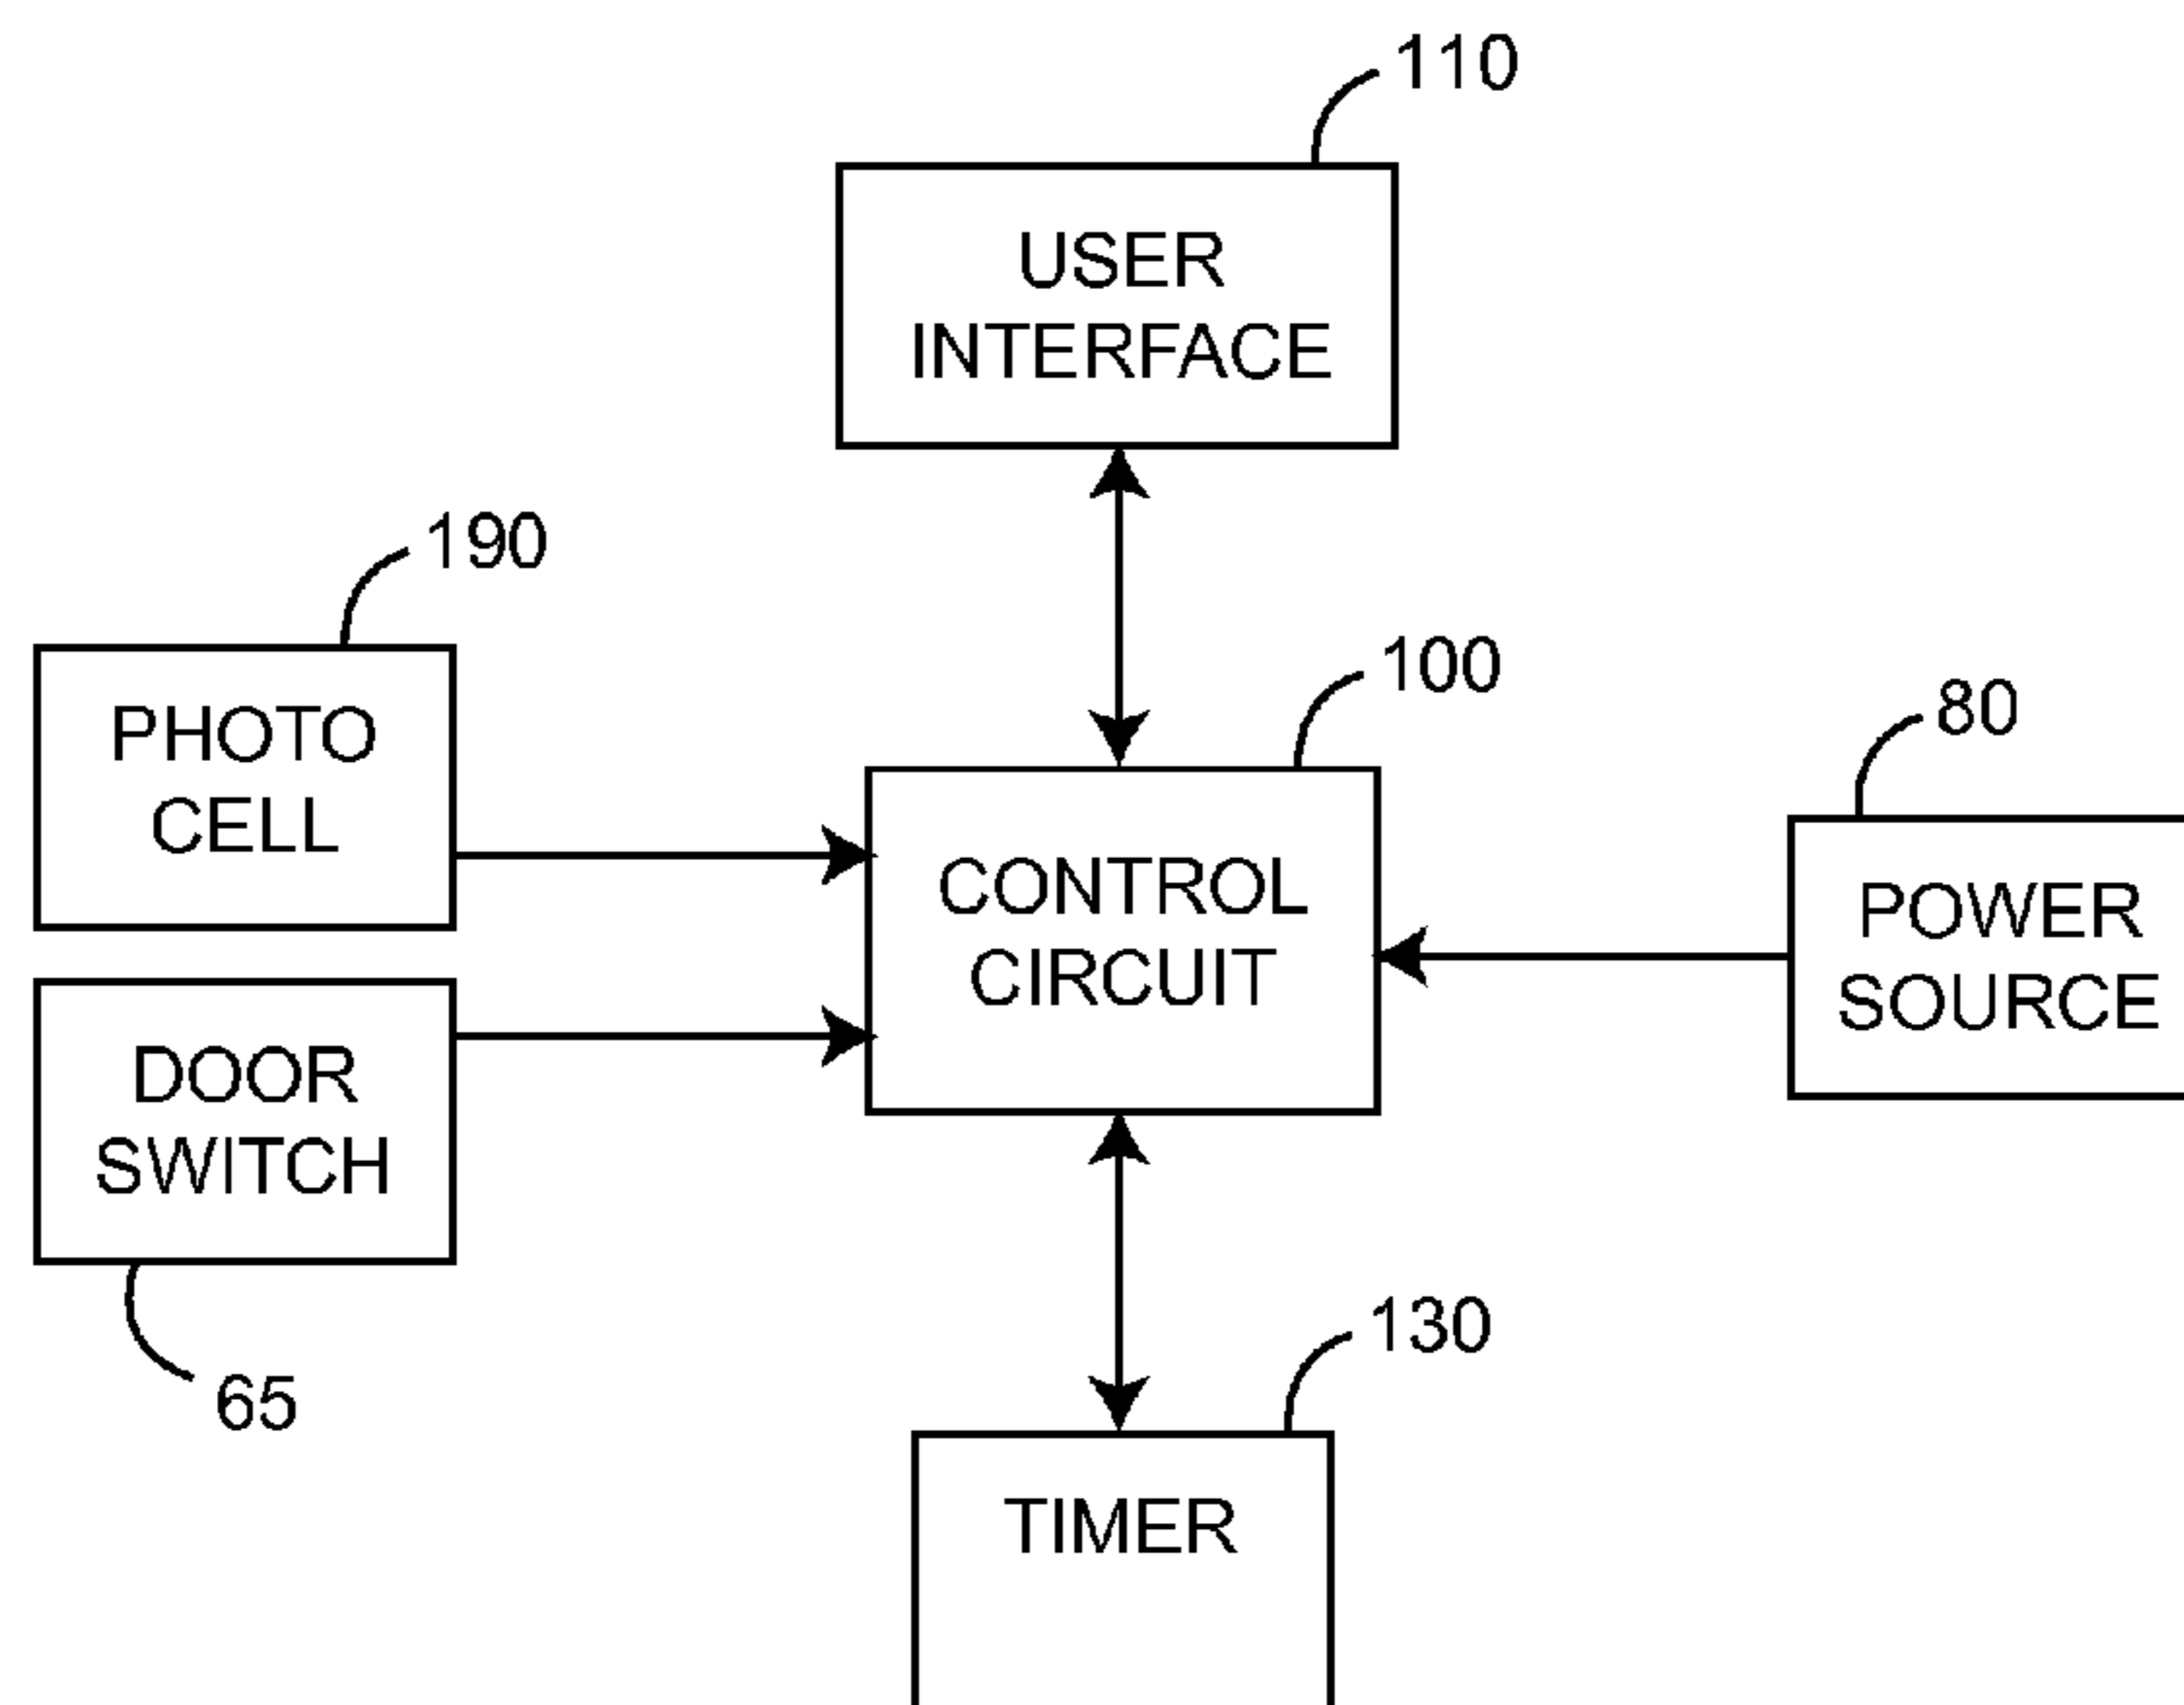 110
USER
INTERFACE
190
PHOTO
CELL
100
CONTROL
CIRCUIT
80
POWER
SOURCE
DOOR
SWITCH
65
130
TIMER